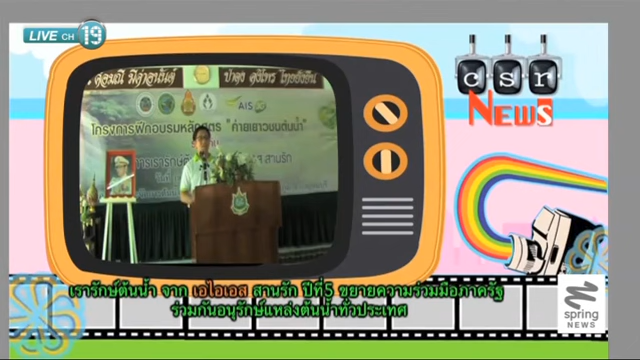 LIVE CH 19
csr
NEWS
AIS
โครงการฝึกอบรมหลักสูตร "ค่ายเยาวชนต้นน้ำ"
สานรัก
เรารักษ์ต้นน้ำ จาก เอไอเอส สานรัก ปีที่5 ขยายความร่วมมือภาครัฐ
ร่วมกันอนุรักษ์แหล่งต้นน้ำทั่วประเทศ
spring
NEWS